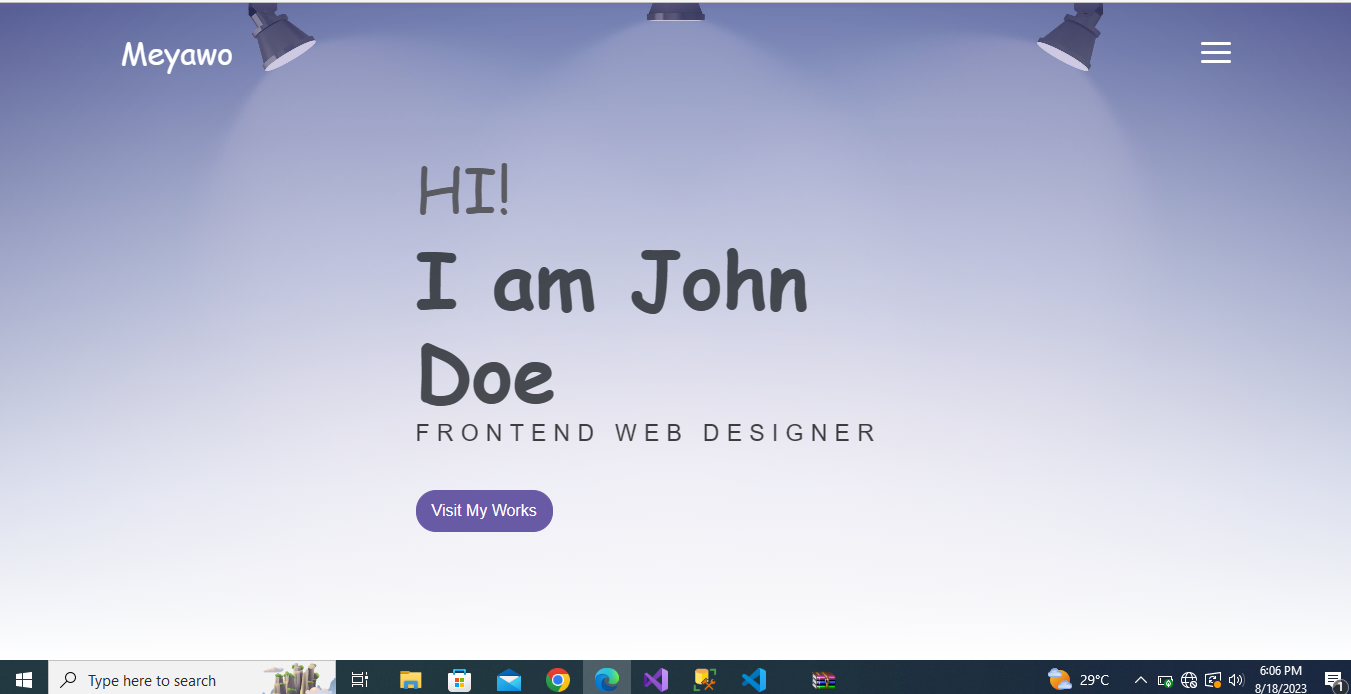 Meyawo
HI!
I am John
Doe
FRONTEND WEB DESIGNER
Visit My Works
Type here to search
29°C
6:06 PM
8/18/2023
1